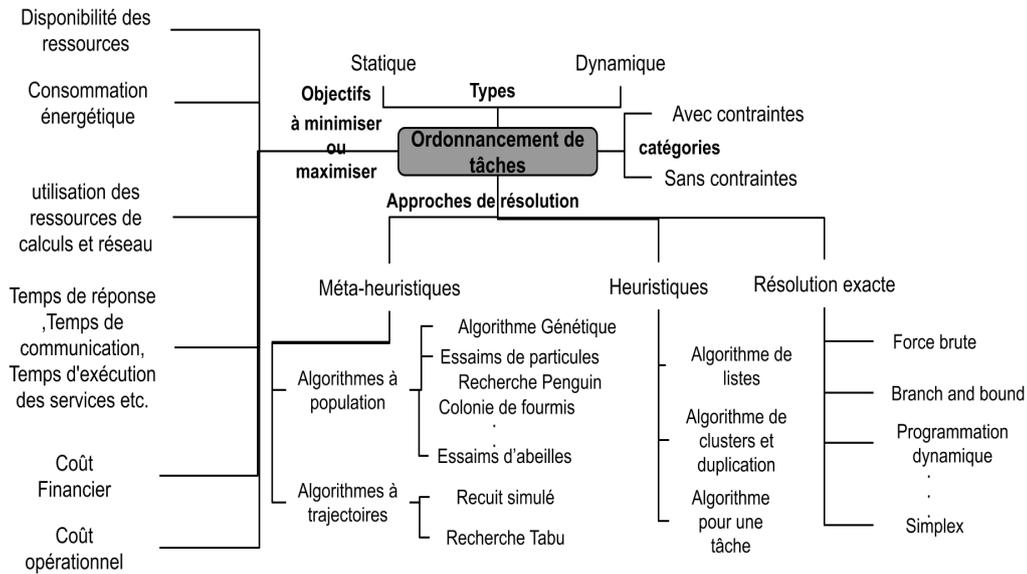 Disponibilité des
ressources
Consommation
énergétique
utilisation des
ressources de
calculs et réseau
Temps de réponse
,Temps de
communication,
Temps d'exécution
des services etc.
Coût
Financier
Coût
opérationnel
Objectifs
à minimiser
ou
maximiser
Statique
Dynamique
Types
Ordonnancement de
tâches
Avec contraintes
catégories
Sans contraintes
Approches de résolution
Méta-heuristiques
Algorithmes à
population
Algorithme Génétique
Essaims de particules
Recherche Penguin
Colonie de fourmis
.
.
Essaims d'abeilles
Algorithmes à
trajectoires
Recuit simulé
Recherche Tabu
Heuristiques
Algorithme de
listes
Algorithme de
clusters et
duplication
Algorithme
pour une
tâche
Résolution exacte
Force brute
Branch and bound
Programmation
dynamique
.
.
.
Simplex